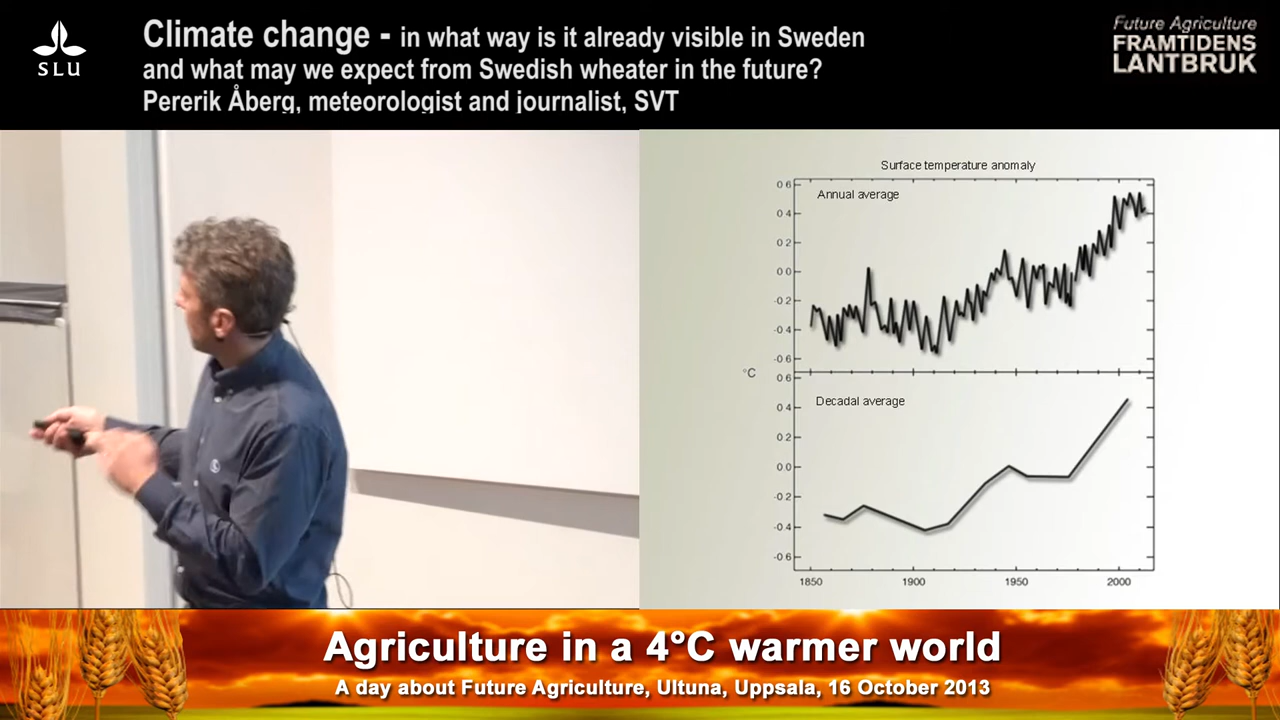 SLU
Climate change - in what way is it already visible in Sweden
and what may we expect from Swedish wheater in the future?
Pererik Åberg, meteorologist and journalist, SVT
Future Agriculture
FRAMTIDENS
LANTBRUK
Surface temperature anomaly
Annual average
0 6
0 4
0 2
0 0
-0 2
-0 4
-0 6
°C
Decadal average
0 6
0 4
0 2
0 0
-0 2
-0 4
-0 6
1850 1900 1950 2000
Agriculture in a 4°C warmer world
A day about Future Agriculture, Ultuna, Uppsala, 16 October 2013